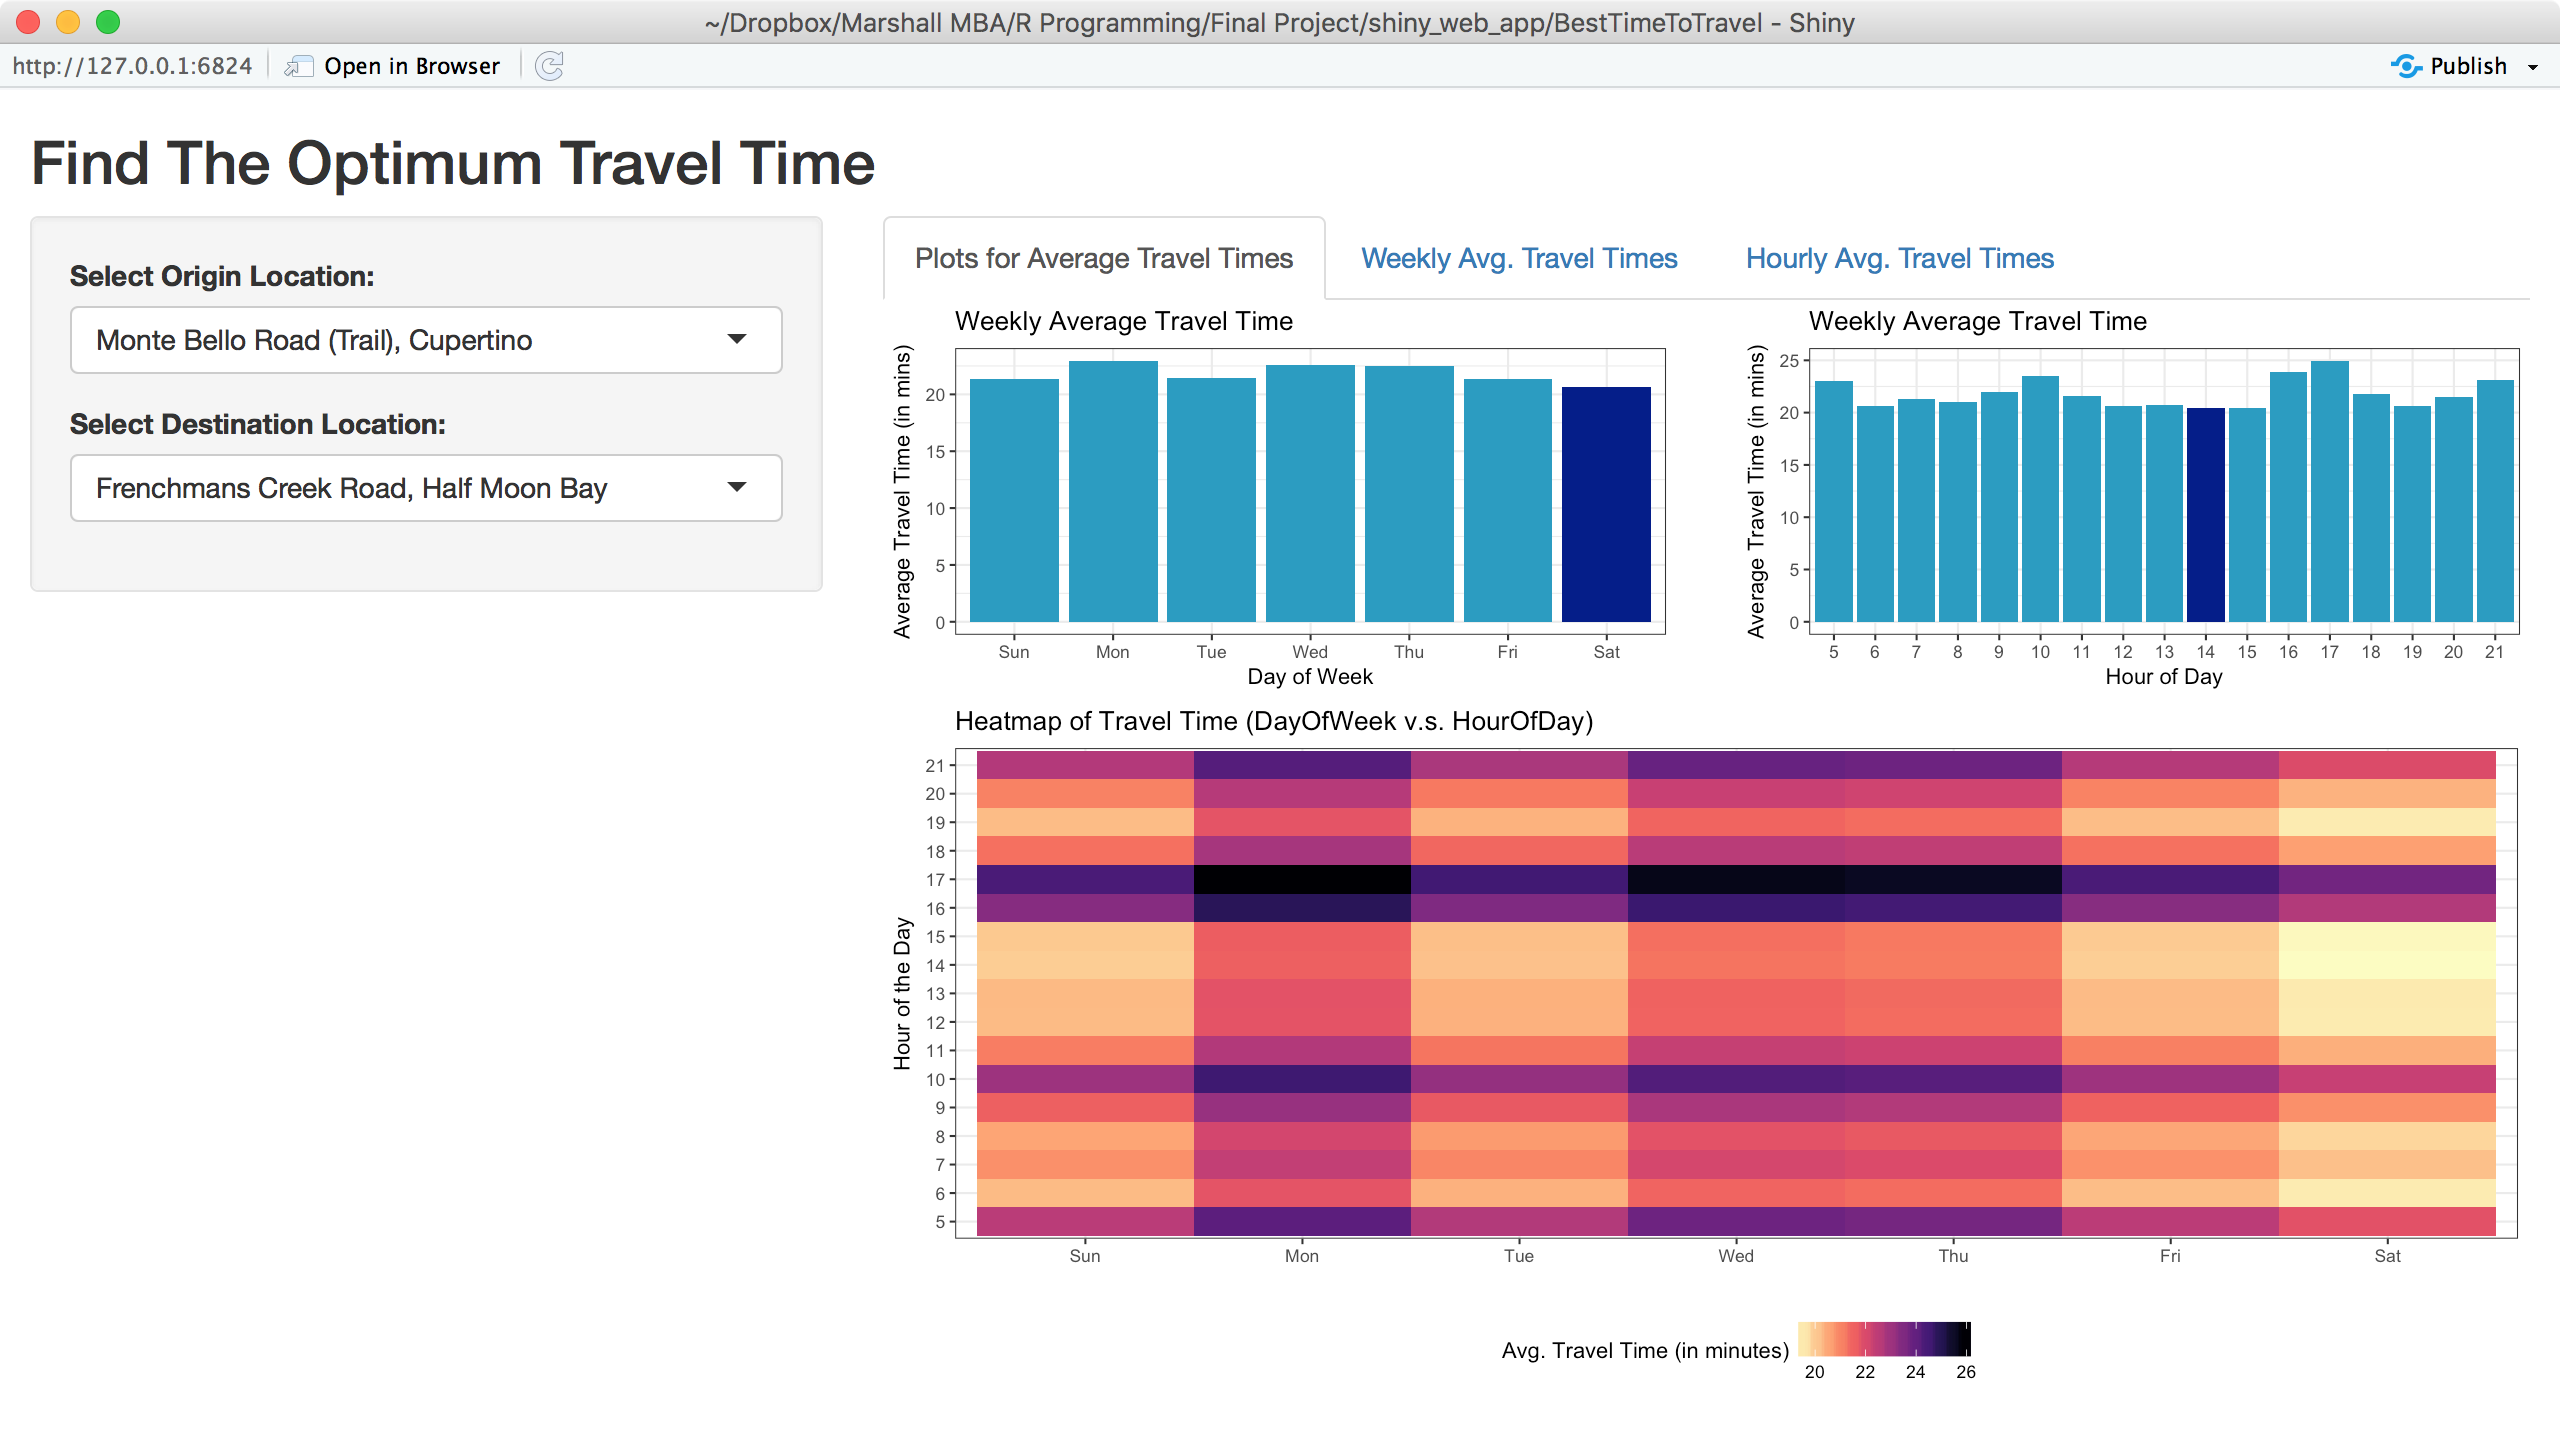 ~/Dropbox/Marshall MBA/R Programming/Final Project/shiny_web_app/BestTimeToTravel - Shiny
http://127.0.0.1:6824 Open in Browser Publish
Find The Optimum Travel Time
Select Origin Location:
Monte Bello Road (Trail), Cupertino
Select Destination Location:
Frenchmans Creek Road, Half Moon Bay
Plots for Average Travel Times Weekly Avg. Travel Times Hourly Avg. Travel Times
Weekly Average Travel Time
Average Travel Time (in mins)
20
15
10
5
0
Sun Mon Tue Wed Thu Fri Sat
Day of Week
Weekly Average Travel Time
Average Travel Time (in mins)
25
20
15
10
5
0
5 6 7 8 9 10 11 12 13 14 15 16 17 18 19 20 21
Hour of Day
Heatmap of Travel Time (DayOfWeek v.s. HourOfDay)
Hour of the Day
21
20
19
18
17
16
15
14
13
12
11
10
9
8
7
6
5
Sun Mon Tue Wed Thu Fri Sat
Avg. Travel Time (in minutes)
20 22 24 26